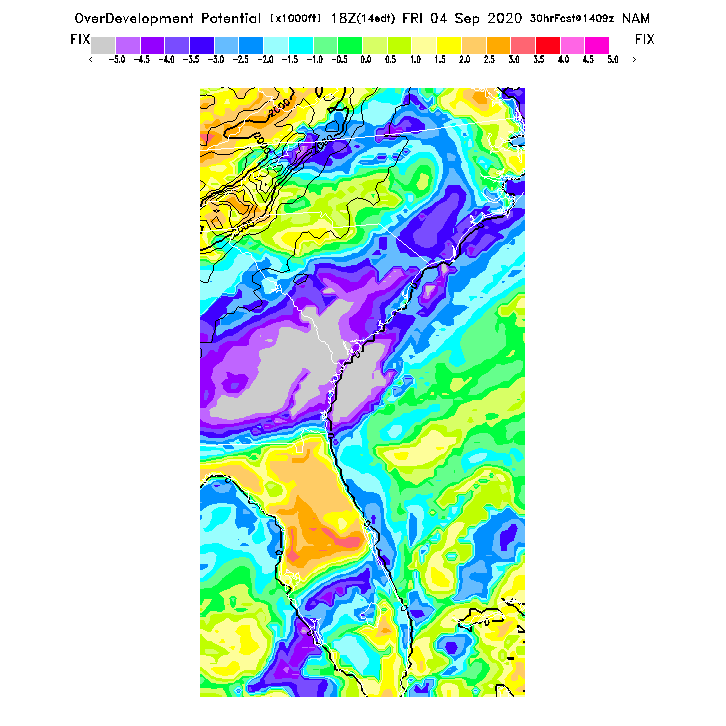 OverDevelopment Potential [x1000ft] 18Z(14edt) FRI 04 Sep 2020 30hrFcst@1409z NAM
FIX FIX
< -5.0 -4.5 -4.0 -3.5 -3.0 -2.5 -2.0 -1.5 -1.0 -0.5 0.0 0.5 1.0 1.5 2.0 2.5 3.0 3.5 4.0 4.5 5.0 >
2000
2000